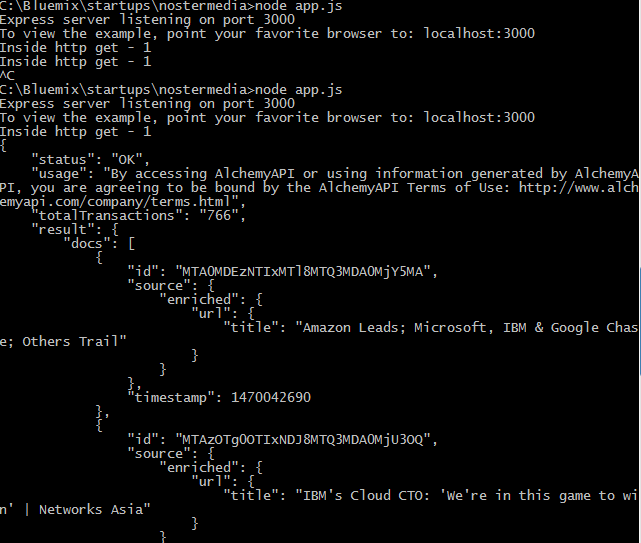 C:\Bluemix\startups\nostermedia>node app.js
Express server listening on port 3000
To view the example, point your favorite browser to: localhost:3000
Inside http get - 1
Inside http get - 1
^C
C:\Bluemix\startups\nostermedia>node app.js
Express server listening on port 3000
To view the example, point your favorite browser to: localhost:3000
Inside http get - 1
{
    "status": "OK",
    "usage": "By accessing AlchemyAPI or using information generated by AlchemyA
PI, you are agreeing to be bound by the AlchemyAPI Terms of Use: http://www.alch
emyapi.com/company/terms.html",
    "totalTransactions": "766",
    "result": {
        "docs": [
            {
                "id": "MTA0MDEzNTIxMTl8MTQ3MDA0MjY5MA",
                "source": {
                    "enriched": {
                        "url": {
                            "title": "Amazon Leads; Microsoft, IBM & Google Chas
e; Others Trail"
                        }
                    }
                },
                "timestamp": 1470042690
            },
            {
                "id": "MTAzOTg0OTIxNDJ8MTQ3MDA0MjU3OQ",
                "source": {
                    "enriched": {
                        "url": {
                            "title": "IBM's Cloud CTO: 'We're in this game to wi
n' | Networks Asia"
                        }
                    }